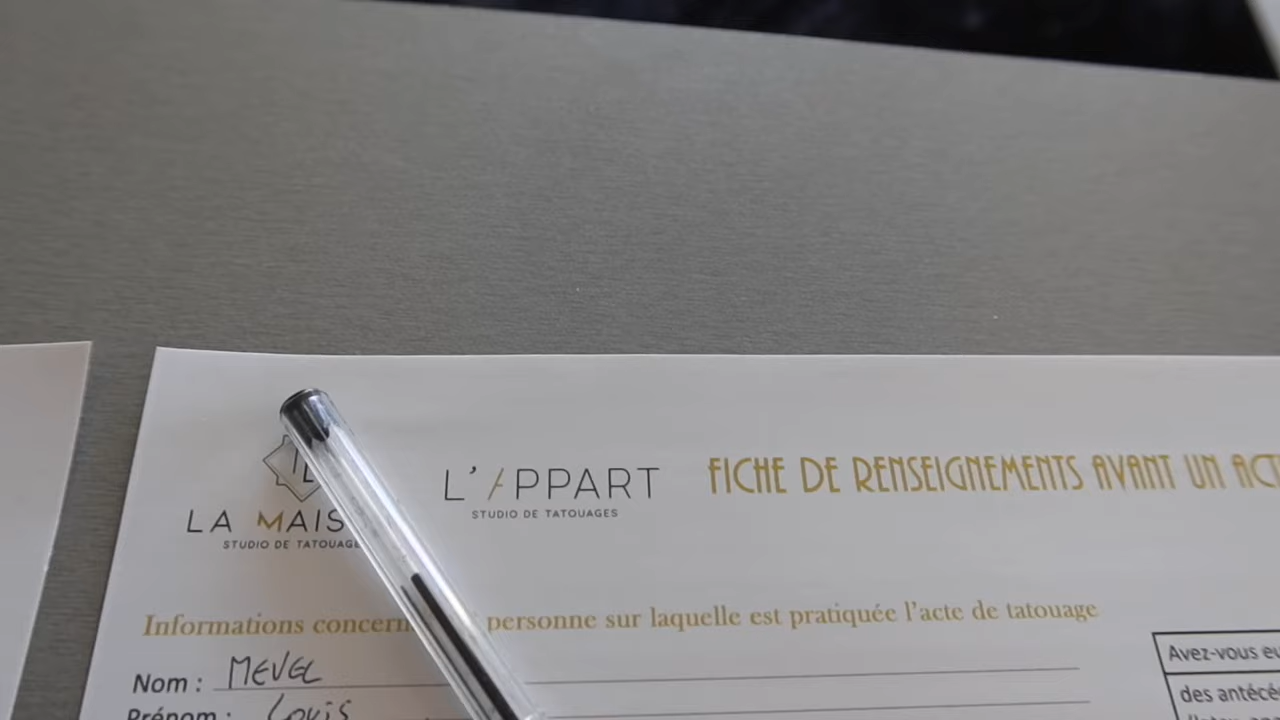 LA MAIS
STUDIO DE TATOUAGE
L'APPART
STUDIO DE TATOUAGES
FICHE DE RENSEIGNEMENTS AVANT UN ACT
Informations concern personne sur laquelle est pratiquée l'acte de tatouage
Nom : MEVEL
Prénom : Louis
Avez-vous eu
des antécé